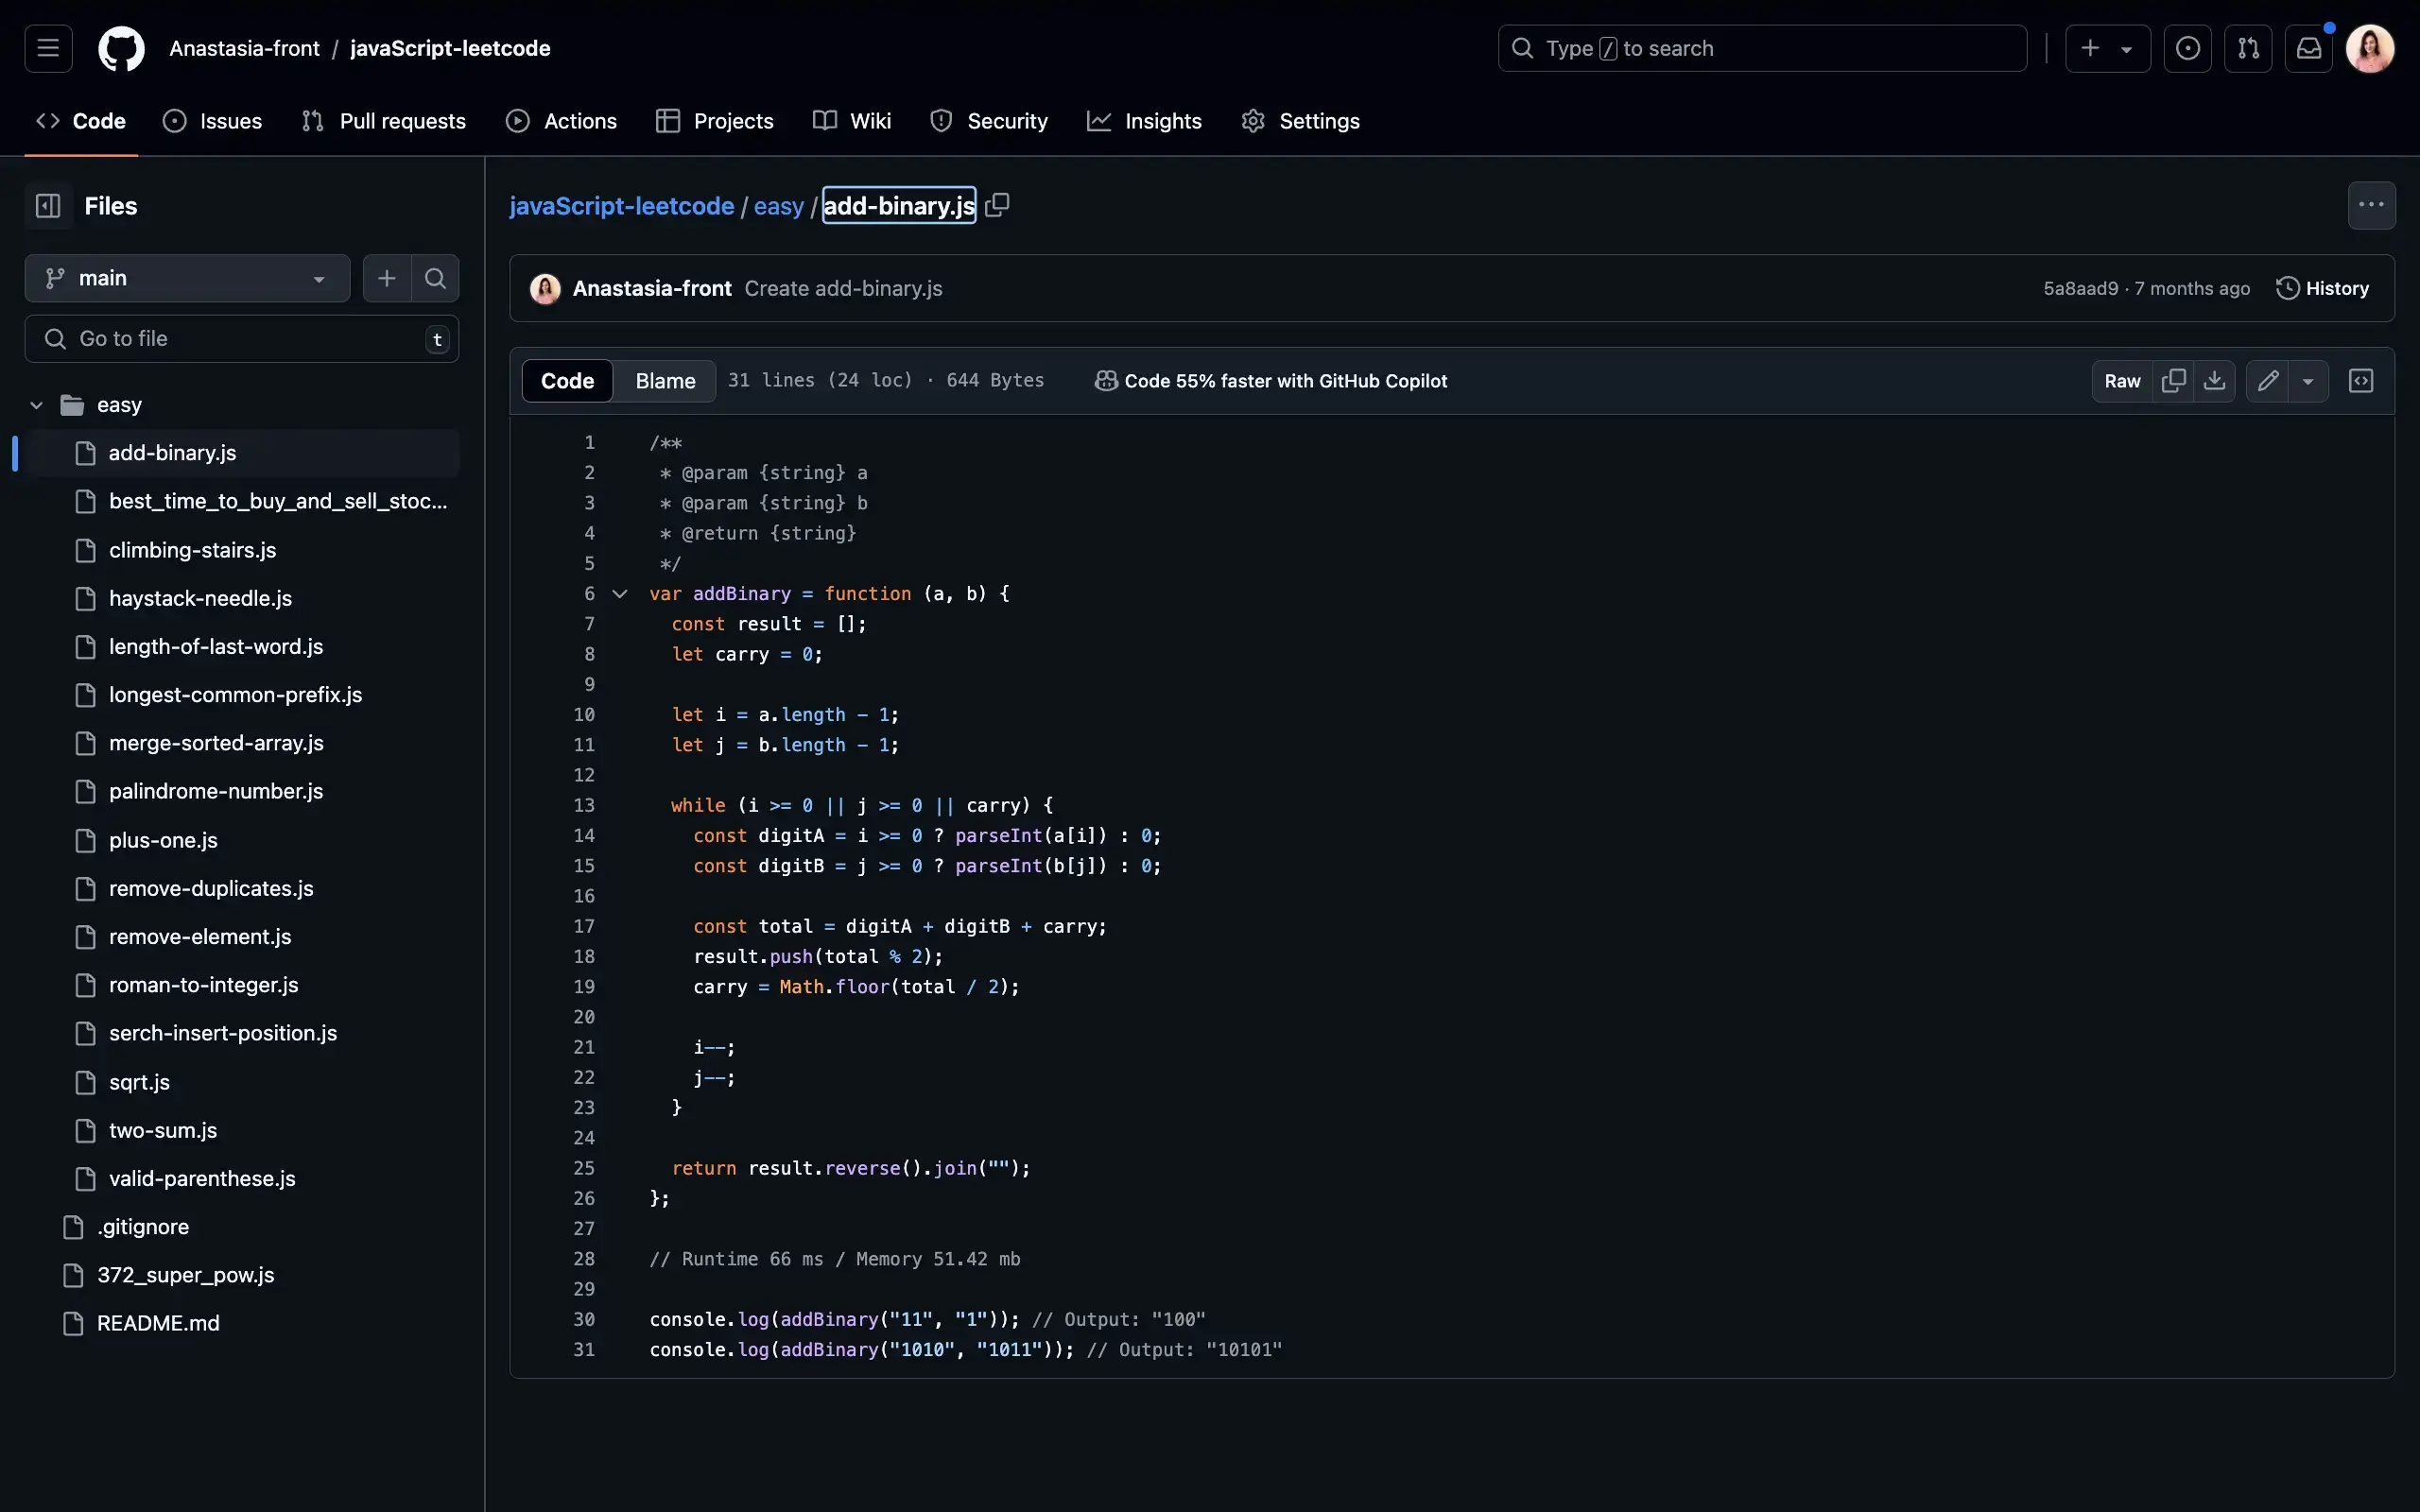 Anastasia-front / javaScript-leetcode
Type / to search
Code
Issues
Pull requests
Actions
Projects
Wiki
Security
Insights
Settings
Files
main
Go to file
t
easy
add-binary.js
best_time_to_buy_and_sell_stoc...
climbing-stairs.js
haystack-needle.js
length-of-last-word.js
longest-common-prefix.js
merge-sorted-array.js
palindrome-number.js
plus-one.js
remove-duplicates.js
remove-element.js
roman-to-integer.js
serch-insert-position.js
sqrt.js
two-sum.js
valid-parenthese.js
.gitignore
372_super_pow.js
README.md
javaScript-leetcode / easy / add-binary.js
Anastasia-front Create add-binary.js
5a8aad9 · 7 months ago
History
Code
Blame
31 lines (24 loc) · 644 Bytes
Code 55% faster with GitHub Copilot
Raw
1 /**
2  * @param {string} a
3  * @param {string} b
4  * @return {string}
5  */
6 var addBinary = function (a, b) {
7   const result = [];
8   let carry = 0;
9
10   let i = a.length - 1;
11   let j = b.length - 1;
12
13   while (i >= 0 || j >= 0 || carry) {
14     const digitA = i >= 0 ? parseInt(a[i]) : 0;
15     const digitB = j >= 0 ? parseInt(b[j]) : 0;
16
17     const total = digitA + digitB + carry;
18     result.push(total % 2);
19     carry = Math.floor(total / 2);
20
21     i--;
22     j--;
23   }
24
25   return result.reverse().join("");
26 };
27
28 // Runtime 66 ms / Memory 51.42 mb
29
30 console.log(addBinary("11", "1")); // Output: "100"
31 console.log(addBinary("1010", "1011")); // Output: "10101"